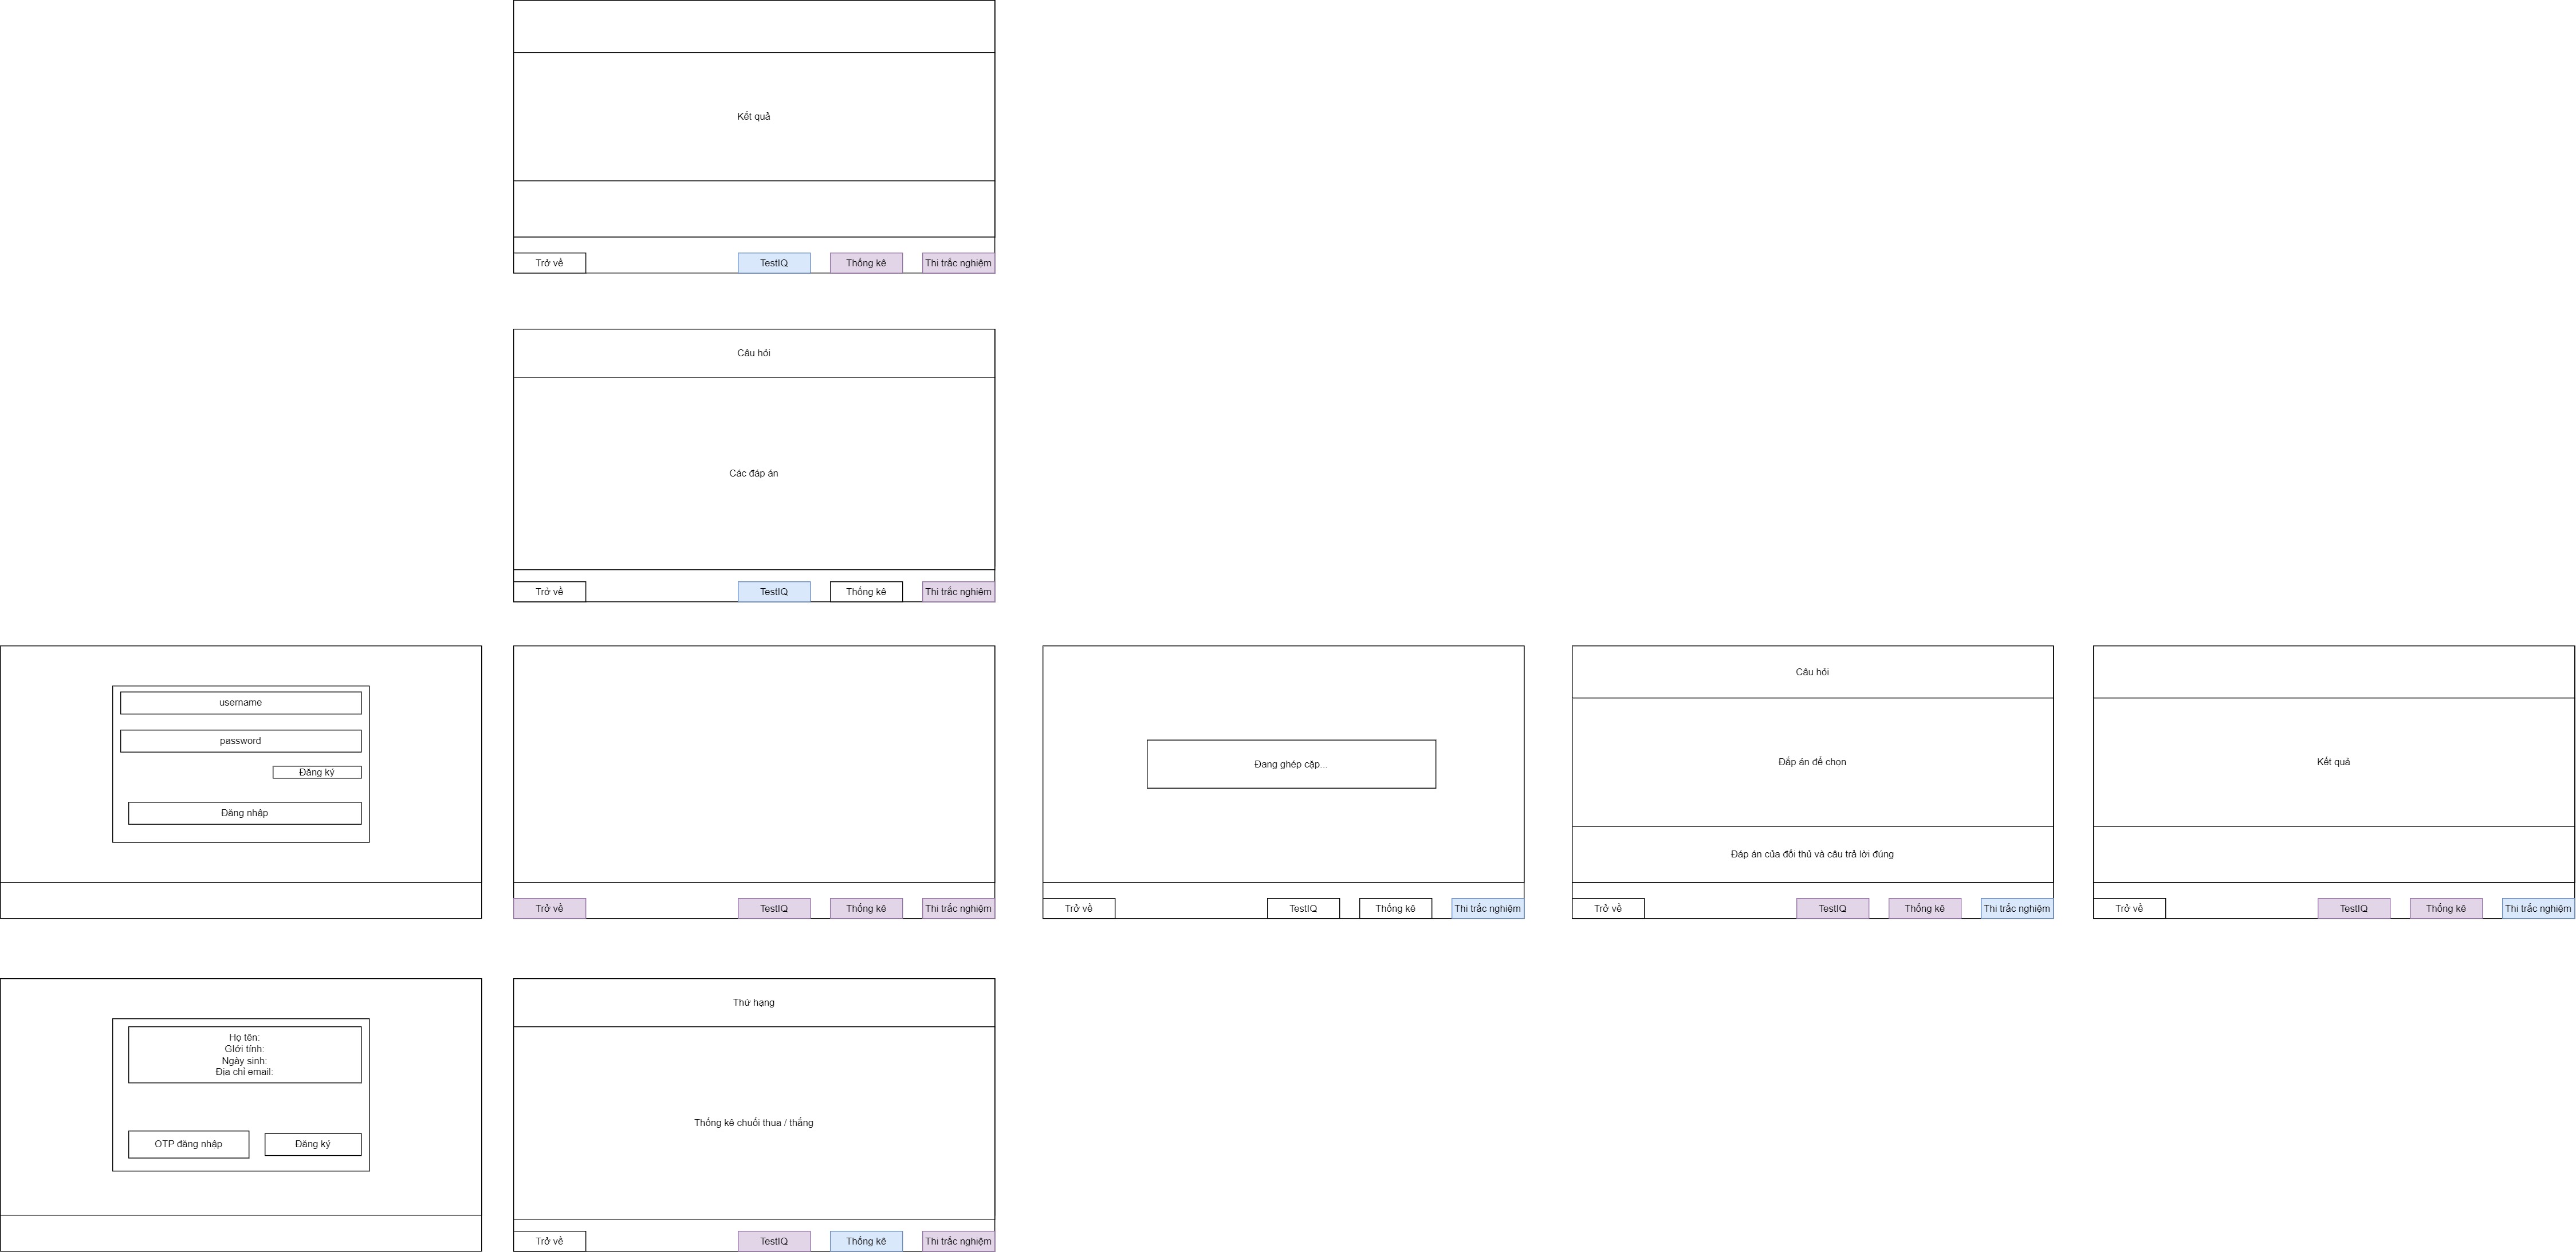 Kết quả
Trở về
TestIQ
Thống kê
Thi trắc nghiệm
Câu hỏi
Các đáp án
Trở về
TestIQ
Thống kê
Thi trắc nghiệm
username
password
Đăng ký
Đăng nhập
Trở về
TestIQ
Thống kê
Thi trắc nghiệm
Đang ghép cặp...
Trở về
TestIQ
Thống kê
Thi trắc nghiệm
Câu hỏi
Đắp án để chọn
Đáp án của đối thủ và câu trả lời đúng
Trở về
TestIQ
Thống kê
Thi trắc nghiệm
Kết quả
Trở về
TestIQ
Thống kê
Thi trắc nghiệm
Họ tên:
GIới tính:
Ngày sinh:
Địa chỉ email:
OTP đăng nhập
Đăng ký
Thứ hạng
Thống kê chuối thua / thắng
Trở về
TestIQ
Thống kê
Thi trắc nghiệm